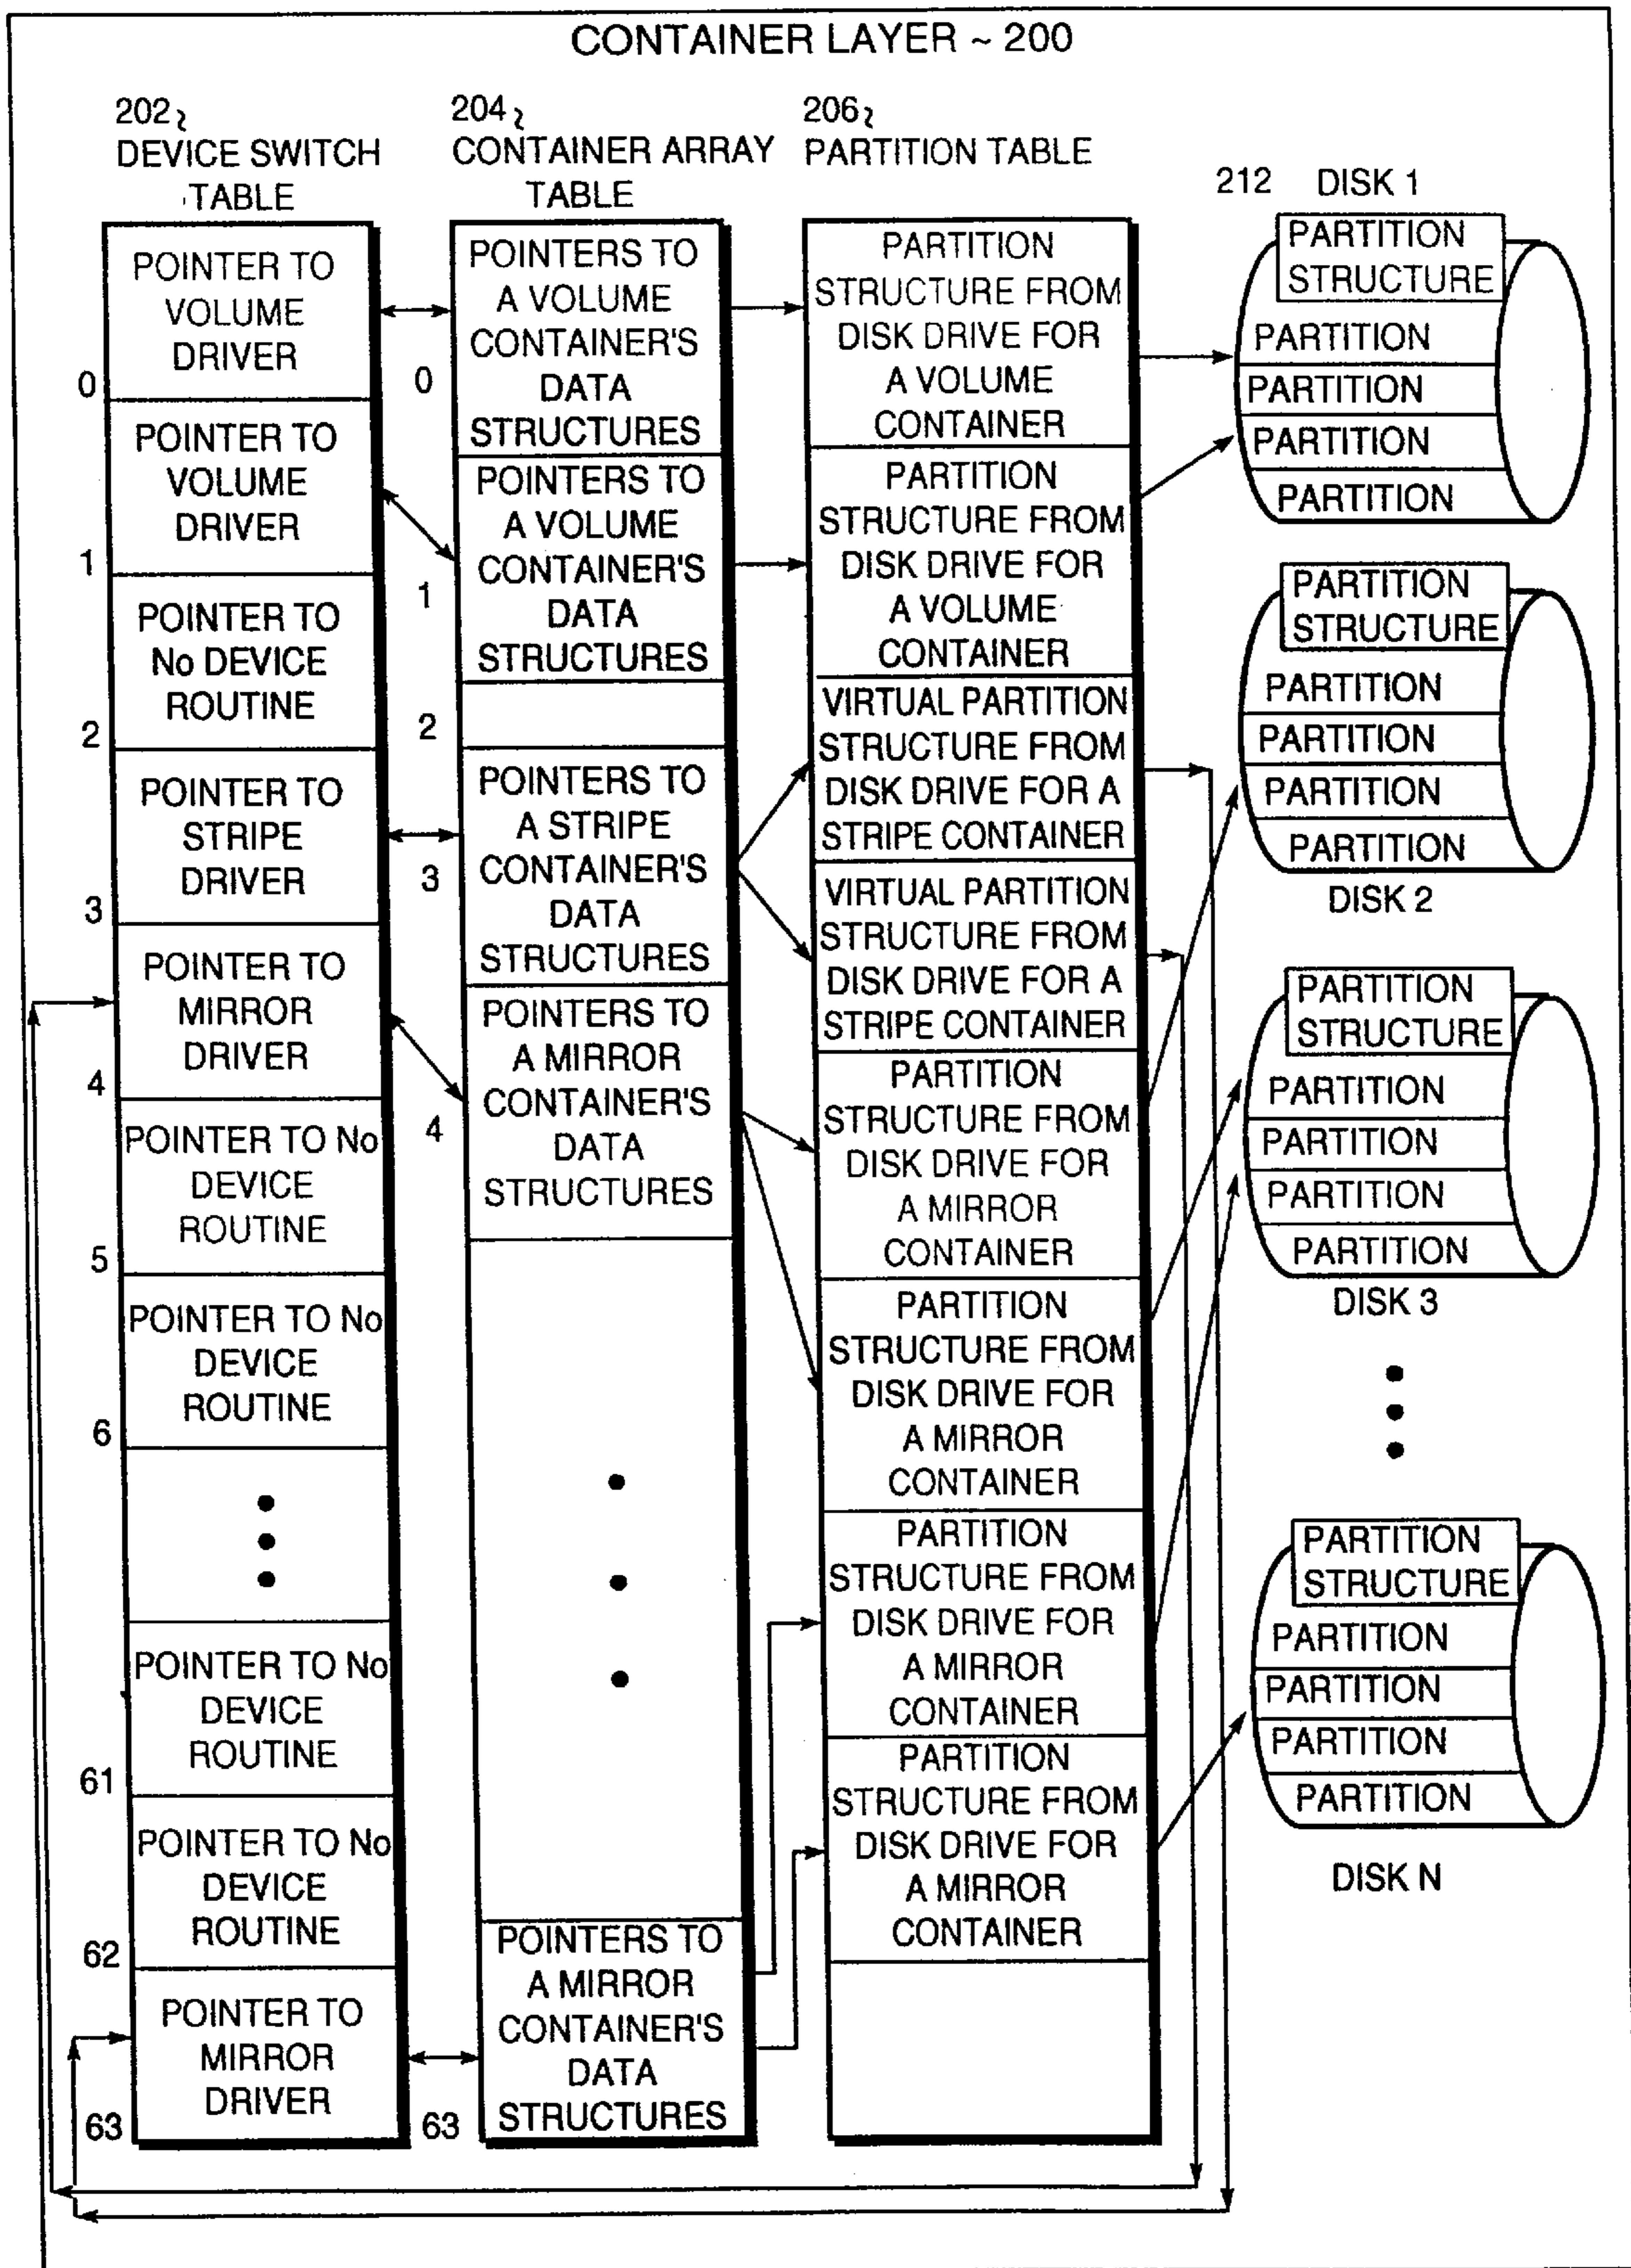 CONTAINER LAYER ~ 200
202
DEVICE SWITCH
TABLE
POINTER TO
VOLUME
DRIVER
0
POINTER TO
VOLUME
DRIVER
1
POINTER TO
No DEVICE
ROUTINE
2
POINTER TO
STRIPE
DRIVER
3
POINTER TO
MIRROR
DRIVER
4
POINTER TO No
DEVICE
ROUTINE
5
POINTER TO No
DEVICE
ROUTINE
6
POINTER TO No
DEVICE
ROUTINE
61
POINTER TO No
DEVICE
ROUTINE
62
POINTER TO
MIRROR
DRIVER
63
204
CONTAINER ARRAY
TABLE
POINTERS TO
A VOLUME
CONTAINER'S
DATA
STRUCTURES
0
POINTERS TO
A VOLUME
CONTAINER'S
DATA
STRUCTURES
1
2
POINTERS TO
A STRIPE
CONTAINER'S
DATA
STRUCTURES
3
POINTERS TO
A MIRROR
CONTAINER'S
DATA
STRUCTURES
4
POINTERS TO
A MIRROR
CONTAINER'S
DATA
STRUCTURES
63
206
PARTITION TABLE
PARTITION
STRUCTURE FROM
DISK DRIVE FOR
A VOLUME
CONTAINER
PARTITION
STRUCTURE FROM
DISK DRIVE FOR
A VOLUME
CONTAINER
VIRTUAL PARTITION
STRUCTURE FROM
DISK DRIVE FOR A
STRIPE CONTAINER
VIRTUAL PARTITION
STRUCTURE FROM
DISK DRIVE FOR A
STRIPE CONTAINER
PARTITION
STRUCTURE FROM
DISK DRIVE FOR
A MIRROR
CONTAINER
PARTITION
STRUCTURE FROM
DISK DRIVE FOR
A MIRROR
CONTAINER
PARTITION
STRUCTURE FROM
DISK DRIVE FOR
A MIRROR
CONTAINER
PARTITION
STRUCTURE FROM
DISK DRIVE FOR
A MIRROR
CONTAINER
212 DISK 1
PARTITION
STRUCTURE
PARTITION
PARTITION
PARTITION
PARTITION
PARTITION
STRUCTURE
PARTITION
PARTITION
PARTITION
PARTITION
DISK 2
PARTITION
STRUCTURE
PARTITION
PARTITION
PARTITION
PARTITION
DISK 3
PARTITION
STRUCTURE
PARTITION
PARTITION
PARTITION
PARTITION
DISK N